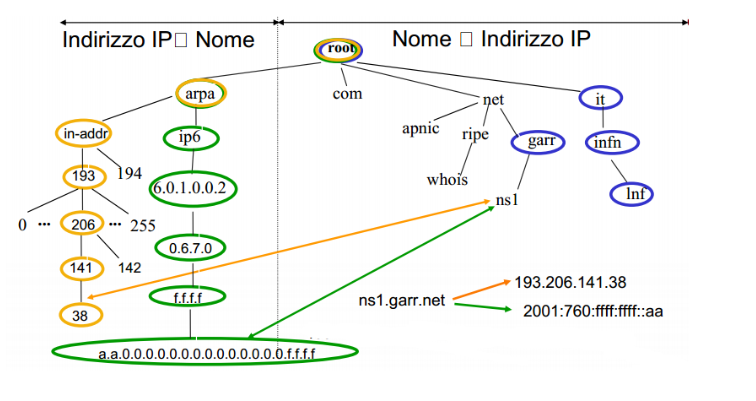 Indirizzo IP□ Nome
Nome □ Indirizzo IP
root
arpa
com
net
it
in-addr
ip6
apnic
ripe
garr
infn
193
194
6.0.1.0.0.2
whois
ns1
lnf
0 ··· 206 ··· 255
0.6.7.0
141
142
f.f.f.f
38
ns1.garr.net
193.206.141.38
2001:760:ffff:ffff::aa
a.a.0.0.0.0.0.0.0.0.0.0.0.0.0.0.f.f.f.f